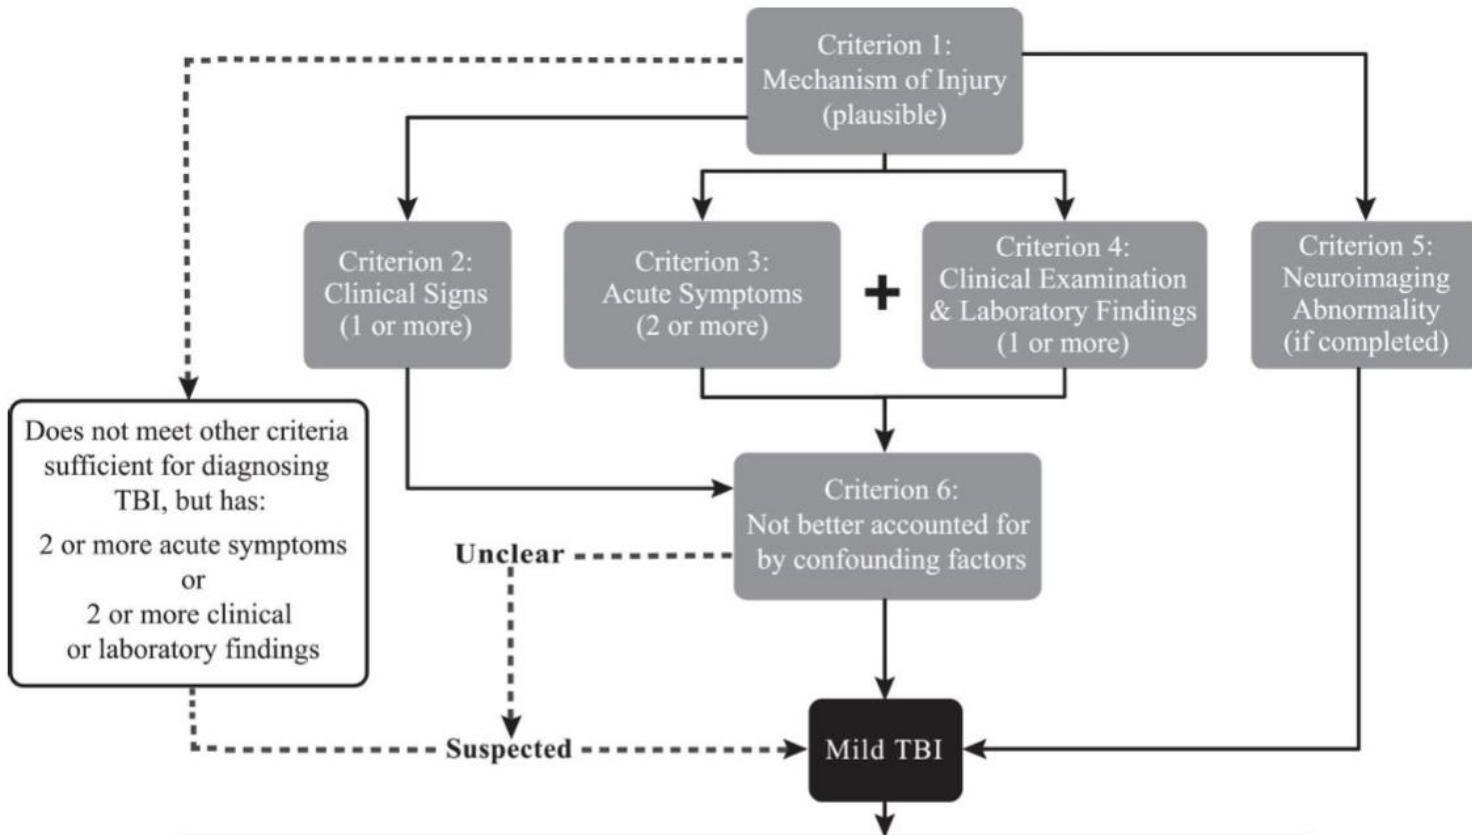 Criterion 1:
Mechanism of Injury
(plausible)
Criterion 2:
Clinical Signs
(1 or more)
Criterion 3:
Acute Symptoms
(2 or more)
+
Criterion 4:
Clinical Examination
& Laboratory Findings
(1 or more)
Criterion 5:
Neuroimaging
Abnormality
(if completed)
Does not meet other criteria
sufficient for diagnosing
TBI, but has:
2 or more acute symptoms
or
2 or more clinical
or laboratory findings
Criterion 6:
Not better accounted for
by confounding factors
Unclear
Suspected
Mild TBI